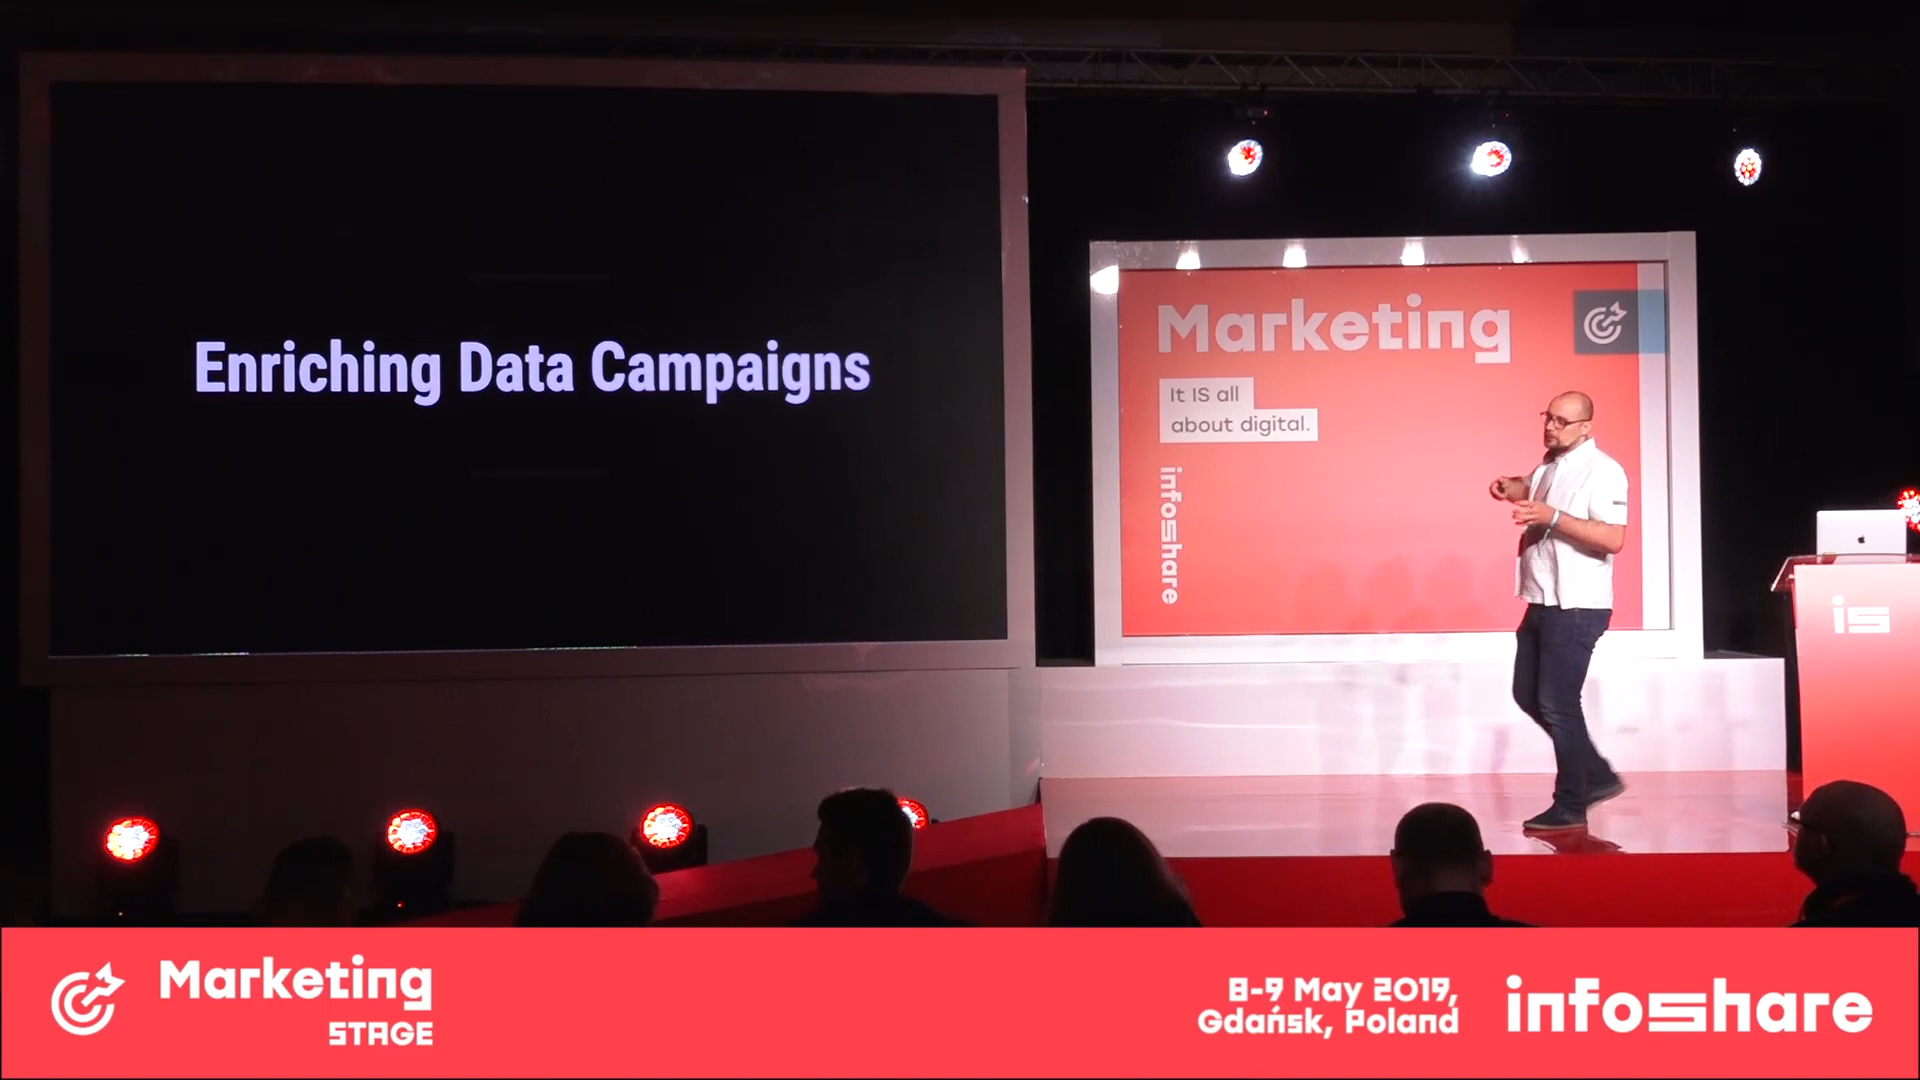 Enriching Data Campaigns
Marketing
It IS all
about digital.
infoshare
is
Marketing
STAGE
8-9 May 2019,
Gdańsk, Poland
infoshare